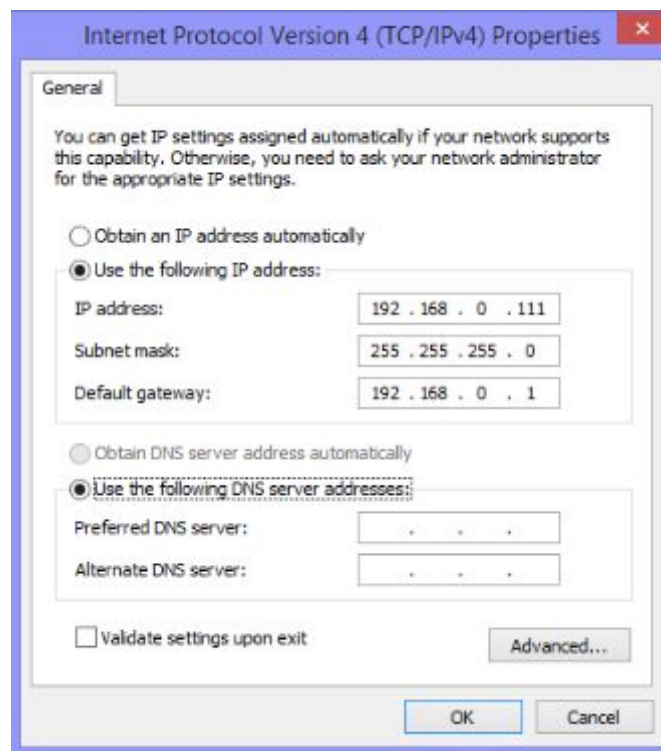 Internet Protocol Version 4 (TCP/IPv4) Properties
General
You can get IP settings assigned automatically if your network supports
this capability. Otherwise, you need to ask your network administrator
for the appropriate IP settings.
Obtain an IP address automatically
Use the following IP address:
IP address: 192 . 168 . 0 . 111
Subnet mask: 255 . 255 . 255 . 0
Default gateway: 192 . 168 . 0 . 1
Obtain DNS server address automatically
Use the following DNS server addresses:
Preferred DNS server: . . .
Alternate DNS server: . . .
Validate settings upon exit
Advanced...
OK Cancel